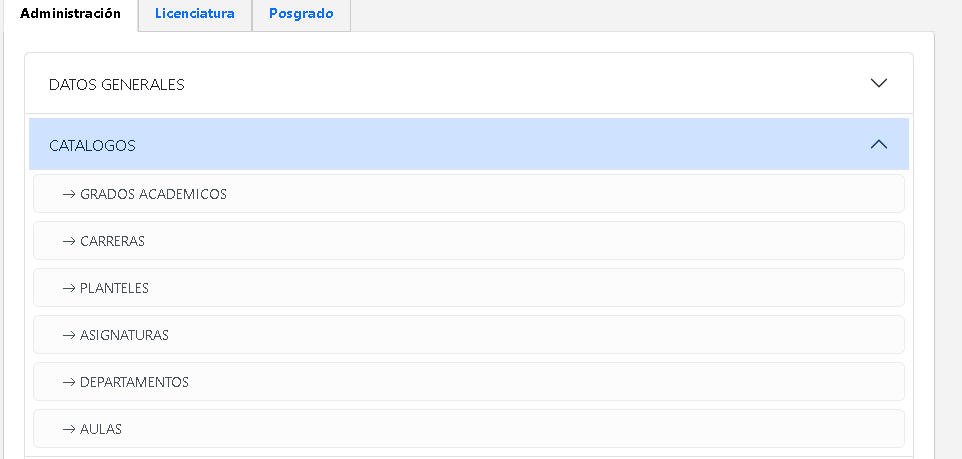 Administración Licenciatura Posgrado
DATOS GENERALES
CATALOGOS
→ GRADOS ACADEMICOS
→ CARRERAS
→ PLANTELES
→ ASIGNATURAS
→ DEPARTAMENTOS
→ AULAS